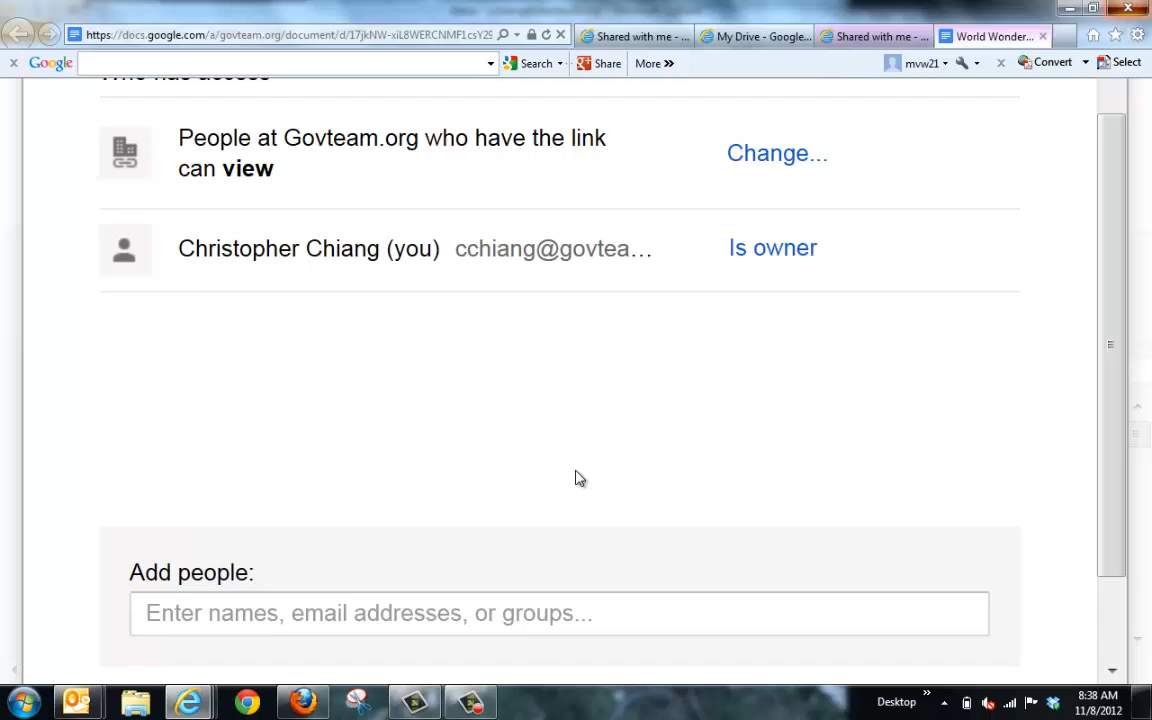 https://docs.google.com/a/govteam.org/document/d/17jkNW-xiL8WERCNMF1csY2S
Shared with me - ...
My Drive - Google...
Shared with me - ...
World Wonder...
x Google
Search
Share
More »
mvw21
Convert
Select
Who has access
People at Govteam.org who have the link
can view
Change...
Christopher Chiang (you) cchiang@govtea...
Is owner
Add people:
Enter names, email addresses, or groups...
Desktop
8:38 AM
11/8/2012